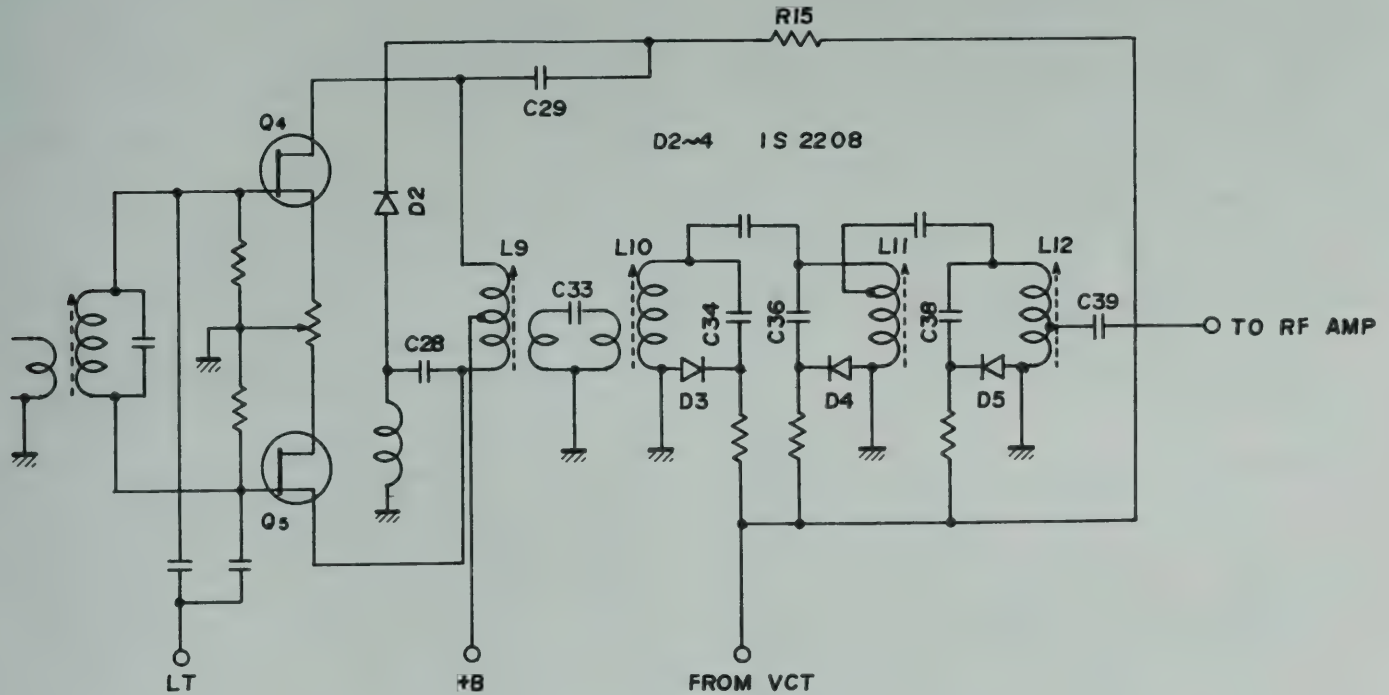 R15
C29
Q4
D2~4 1S 2208
D2
L9
L10
L11
L12
C33
C34
C36
C38
C39
TO RF AMP
C28
D3
D4
D5
Q5
LT
+B
FROM VCT